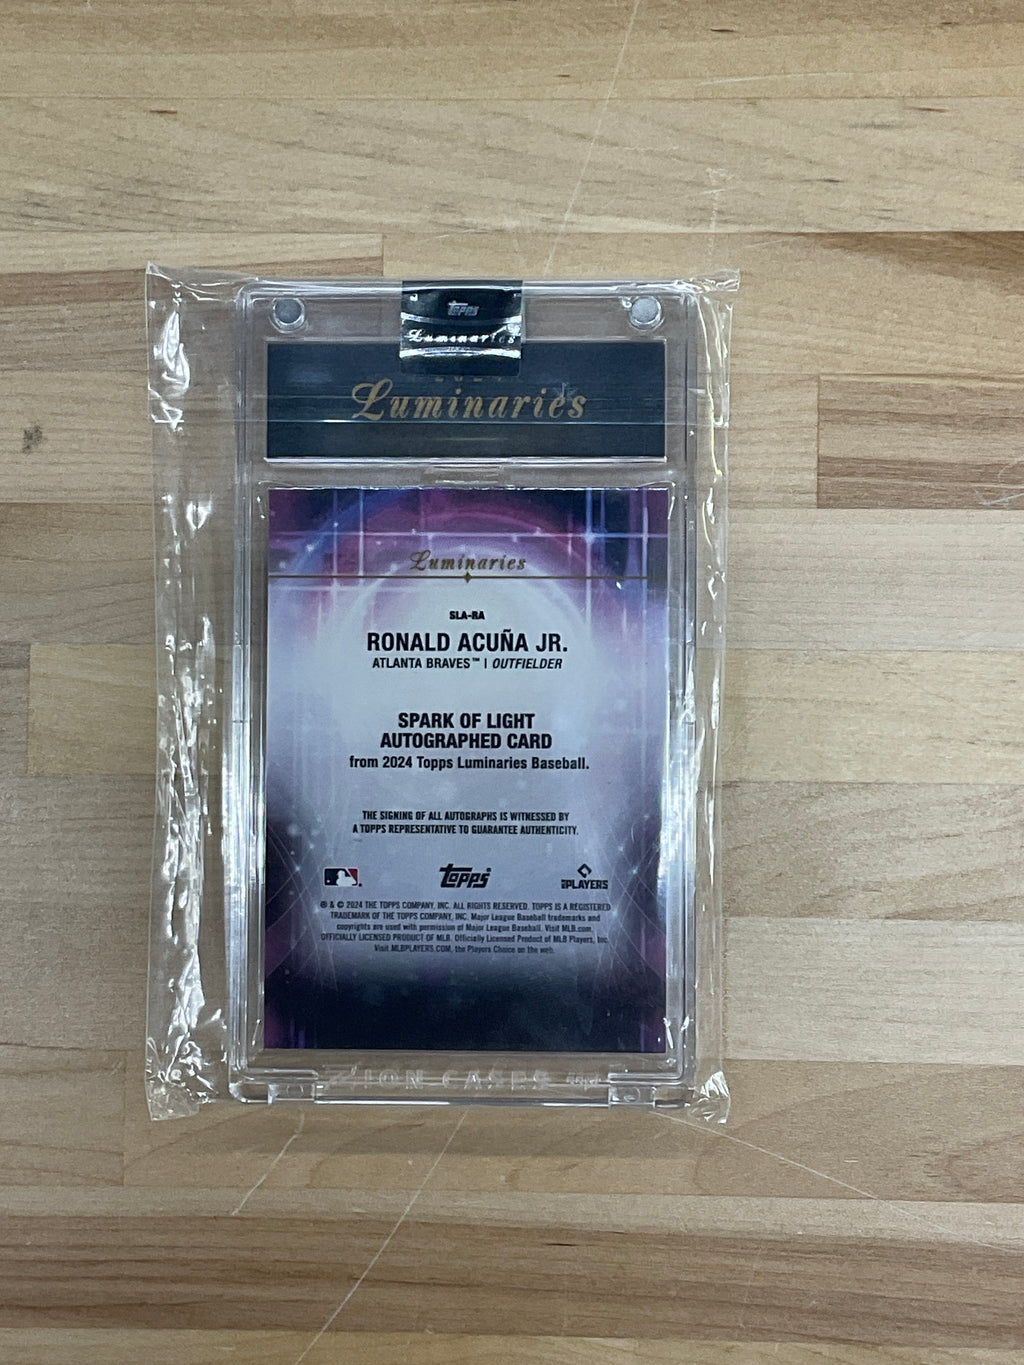 Topps
Luminaries
2024
Luminaries
Luminaries
SLA-RA
RONALD ACUÑA JR.
ATLANTA BRAVES™ | OUTFIELDER
SPARK OF LIGHT
AUTOGRAPHED CARD
from 2024 Topps Luminaries Baseball.
THE SIGNING OF ALL AUTOGRAPHS IS WITNESSED BY
A TOPPS REPRESENTATIVE TO GUARANTEE AUTHENTICITY.
Topps
PLAYERS
® & © 2024 THE TOPPS COMPANY, INC. ALL RIGHTS RESERVED. TOPPS IS A REGISTERED
TRADEMARK OF THE TOPPS COMPANY, INC. Major League Baseball trademarks and
copyrights are used with permission of Major League Baseball. Visit MLB.com.
OFFICIALLY LICENSED PRODUCT OF MLB. Officially Licensed Product of MLB Players, Inc.
Visit MLBPLAYERS.COM, the Players Choice on the web.
ZION CASES